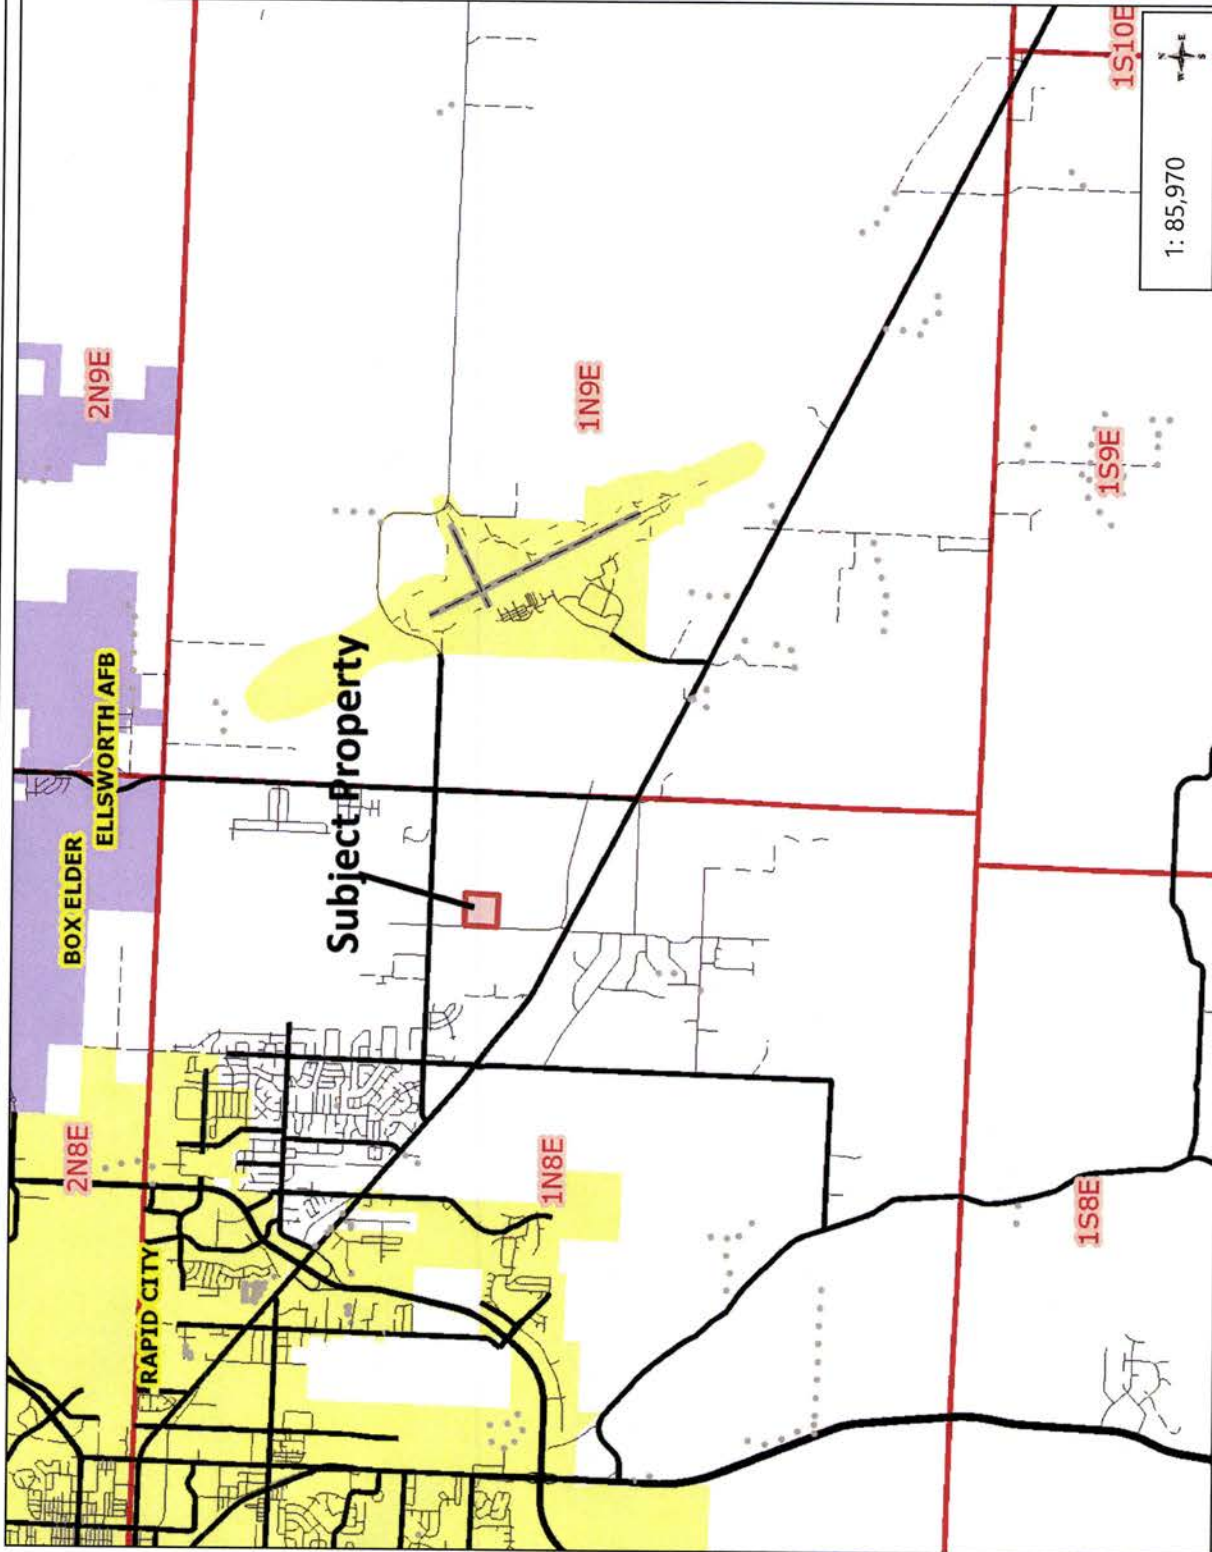 2N8E
BOX ELDER
ELLSWORTH AFB
2N9E
RAPID CITY
Subject Property
1N8E
1N9E
1S8E
1S9E
1S10E
1: 85,970
N
W
E
S